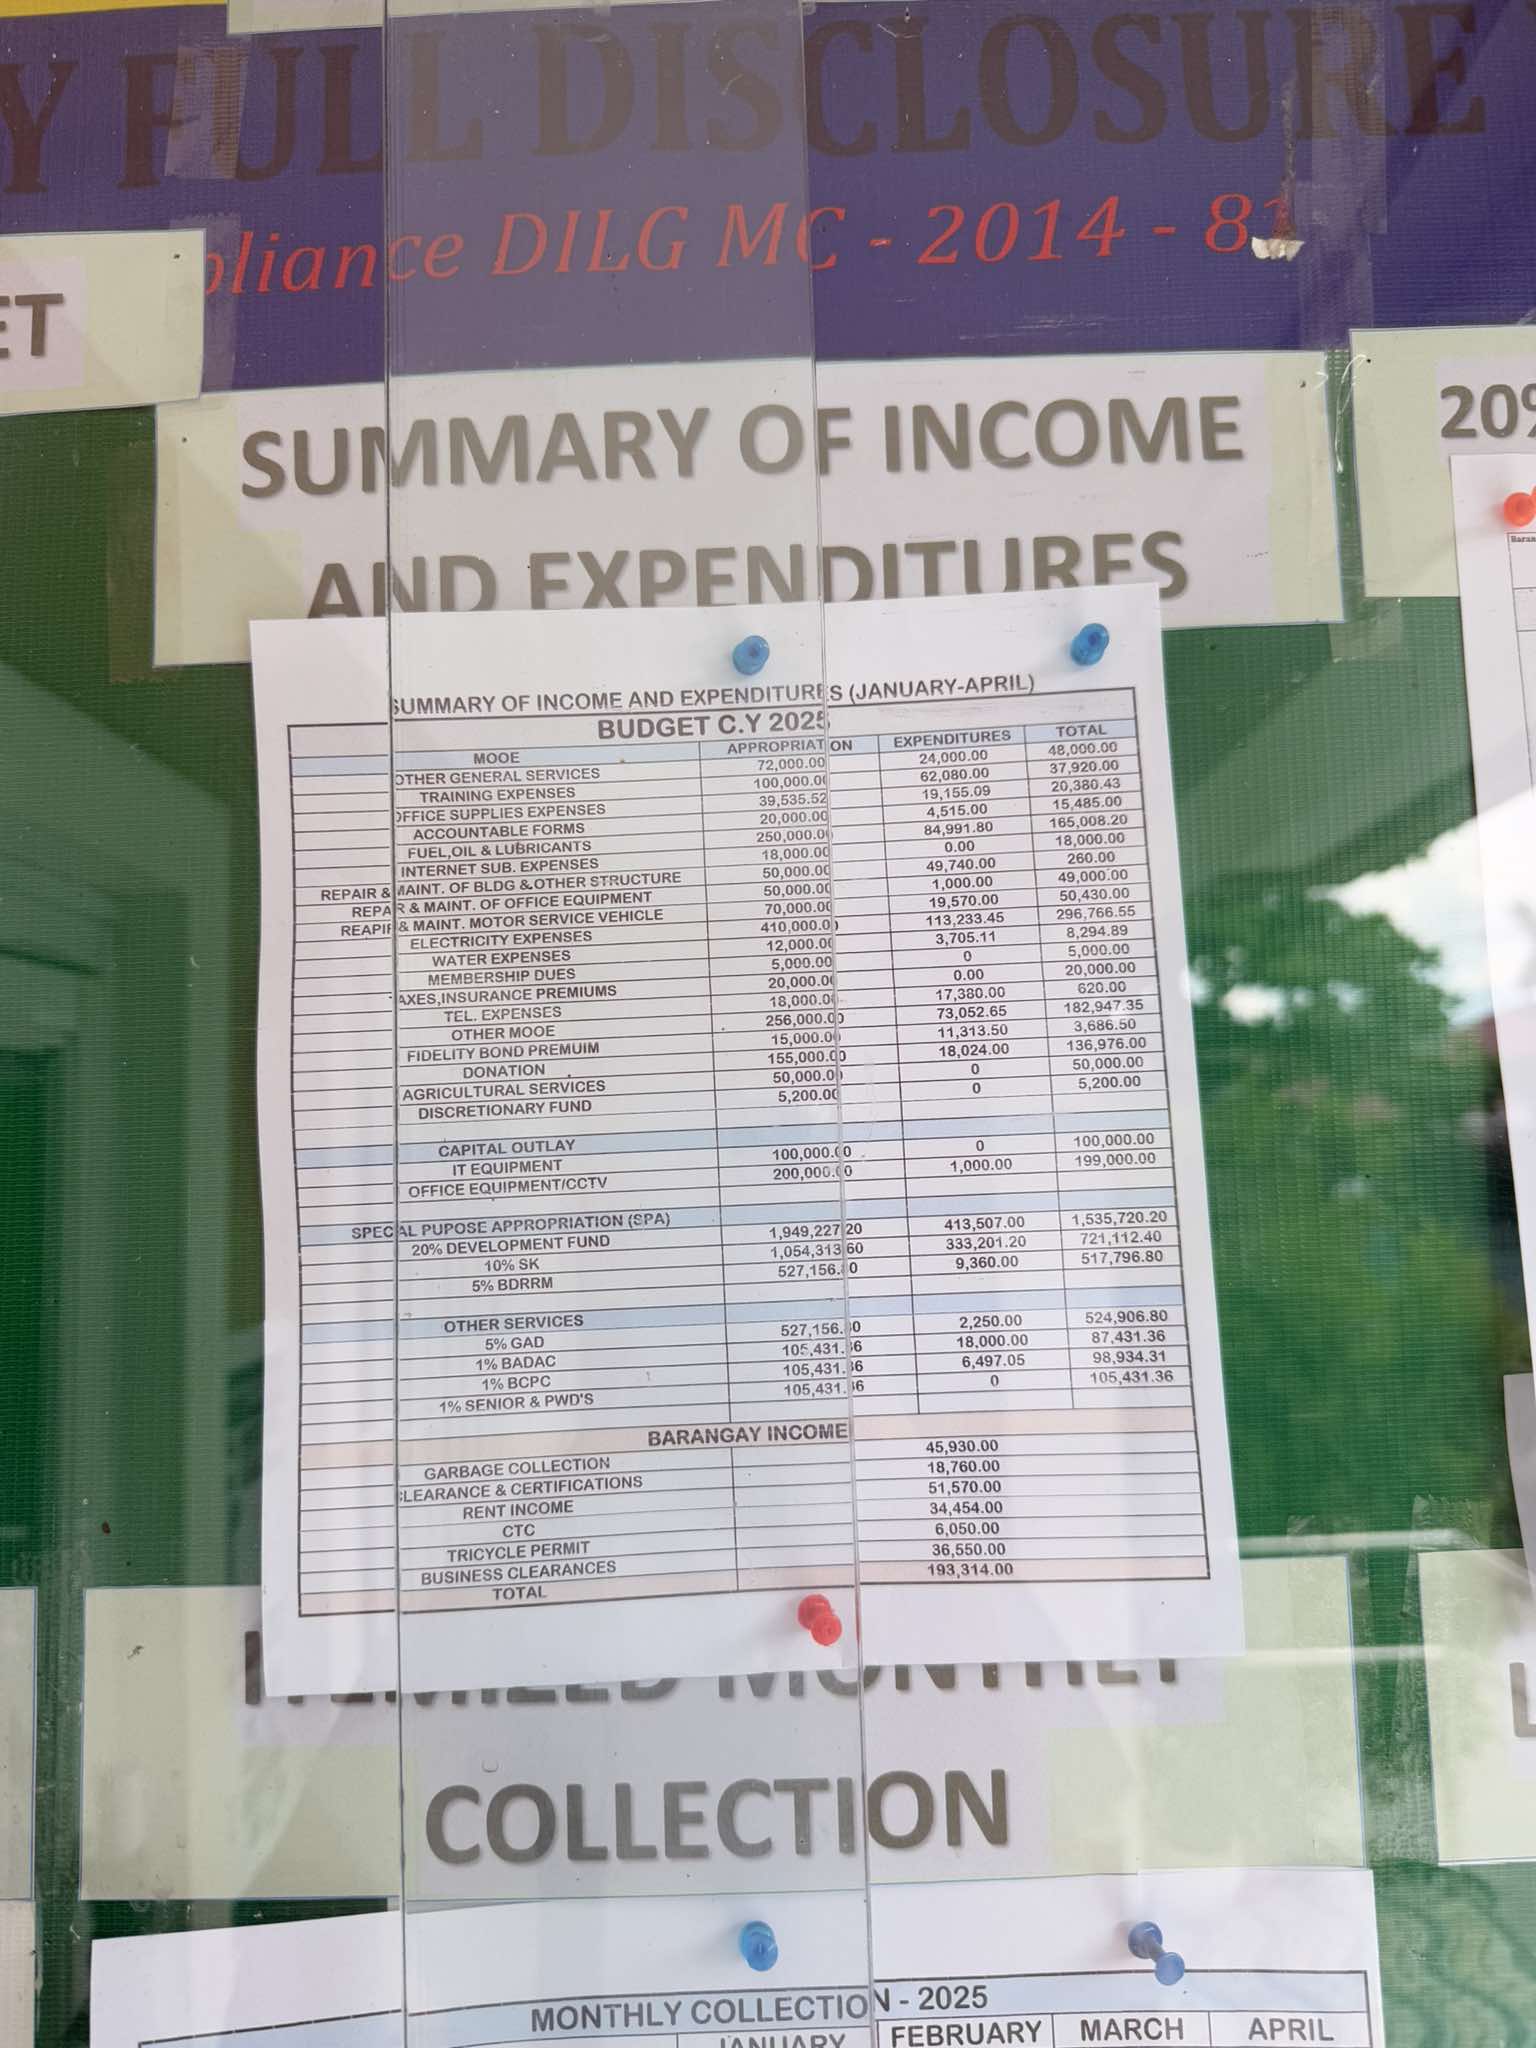 Y FULL DISCLOSURE
pliance DILG MC - 2014 - 81
ET
SUMMARY OF INCOME
AND EXPENDITURES
20%
Baran
SUMMARY OF INCOME AND EXPENDITURES (JANUARY-APRIL)
BUDGET C.Y 2025
MOOE APPROPRIATION EXPENDITURES TOTAL
OTHER GENERAL SERVICES 72,000.00 24,000.00 48,000.00
TRAINING EXPENSES 100,000.00 62,080.00 37,920.00
OFFICE SUPPLIES EXPENSES 39,535.52 19,155.09 20,380.43
ACCOUNTABLE FORMS 20,000.00 4,515.00 15,485.00
FUEL,OIL & LUBRICANTS 250,000.00 84,991.80 165,008.20
INTERNET SUB. EXPENSES 18,000.00 0.00 18,000.00
REPAIR & MAINT. OF BLDG & OTHER STRUCTURE 50,000.00 49,740.00 260.00
REPAIR & MAINT. OF OFFICE EQUIPMENT 50,000.00 1,000.00 49,000.00
REAPIR & MAINT. MOTOR SERVICE VEHICLE 70,000.00 19,570.00 50,430.00
ELECTRICITY EXPENSES 410,000.00 113,233.45 296,766.55
WATER EXPENSES 12,000.00 3,705.11 8,294.89
MEMBERSHIP DUES 5,000.00 0 5,000.00
TAXES,INSURANCE PREMIUMS 20,000.00 0.00 20,000.00
TEL. EXPENSES 18,000.00 17,380.00 620.00
OTHER MOOE 256,000.00 73,052.65 182,947.35
FIDELITY BOND PREMUIM 15,000.00 11,313.50 3,686.50
DONATION 155,000.00 18,024.00 136,976.00
AGRICULTURAL SERVICES 50,000.00 0 50,000.00
DISCRETIONARY FUND 5,200.00 0 5,200.00
CAPITAL OUTLAY
IT EQUIPMENT 100,000.00 0 100,000.00
OFFICE EQUIPMENT/CCTV 200,000.00 1,000.00 199,000.00
SPECIAL PUPOSE APPROPRIATION (SPA)
20% DEVELOPMENT FUND 1,949,227.20 413,507.00 1,535,720.20
10% SK 1,054,313.60 333,201.20 721,112.40
5% BDRRM 527,156.80 9,360.00 517,796.80
OTHER SERVICES
5% GAD 527,156.80 2,250.00 524,906.80
1% BADAC 105,431.36 18,000.00 87,431.36
1% BCPC 105,431.36 6,497.05 98,934.31
1% SENIOR & PWD'S 105,431.36 0 105,431.36
BARANGAY INCOME
GARBAGE COLLECTION 45,930.00
CLEARANCE & CERTIFICATIONS 18,760.00
RENT INCOME 51,570.00
CTC 34,454.00
TRICYCLE PERMIT 6,050.00
BUSINESS CLEARANCES 36,550.00
TOTAL 193,314.00
ITEMIZED MONTHLY
COLLECTION
MONTHLY COLLECTION - 2025
JANUARY FEBRUARY MARCH APRIL